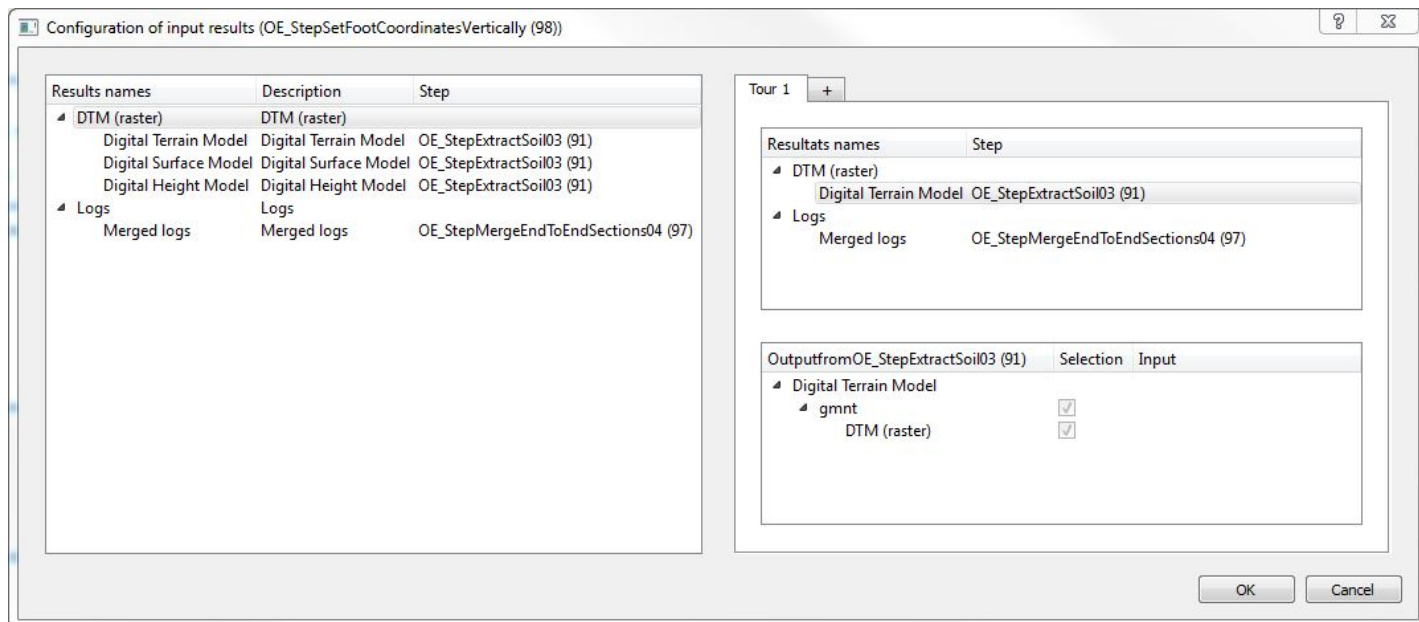 Configuration of input results (OE_StepSetFootCoordinatesVertically (98))
Results names Description Step
DTM (raster) DTM (raster)
Digital Terrain Model Digital Terrain Model OE_StepExtractSoil03 (91)
Digital Surface Model Digital Surface Model OE_StepExtractSoil03 (91)
Digital Height Model Digital Height Model OE_StepExtractSoil03 (91)
Logs Logs
Merged logs Merged logs OE_StepMergeEndToEndSections04 (97)
Tour 1 +
Resultats names Step
DTM (raster)
Digital Terrain Model OE_StepExtractSoil03 (91)
Logs
Merged logs OE_StepMergeEndToEndSections04 (97)
OutputfromOE_StepExtractSoil03 (91) Selection Input
Digital Terrain Model
gmnt
DTM (raster)
OK Cancel